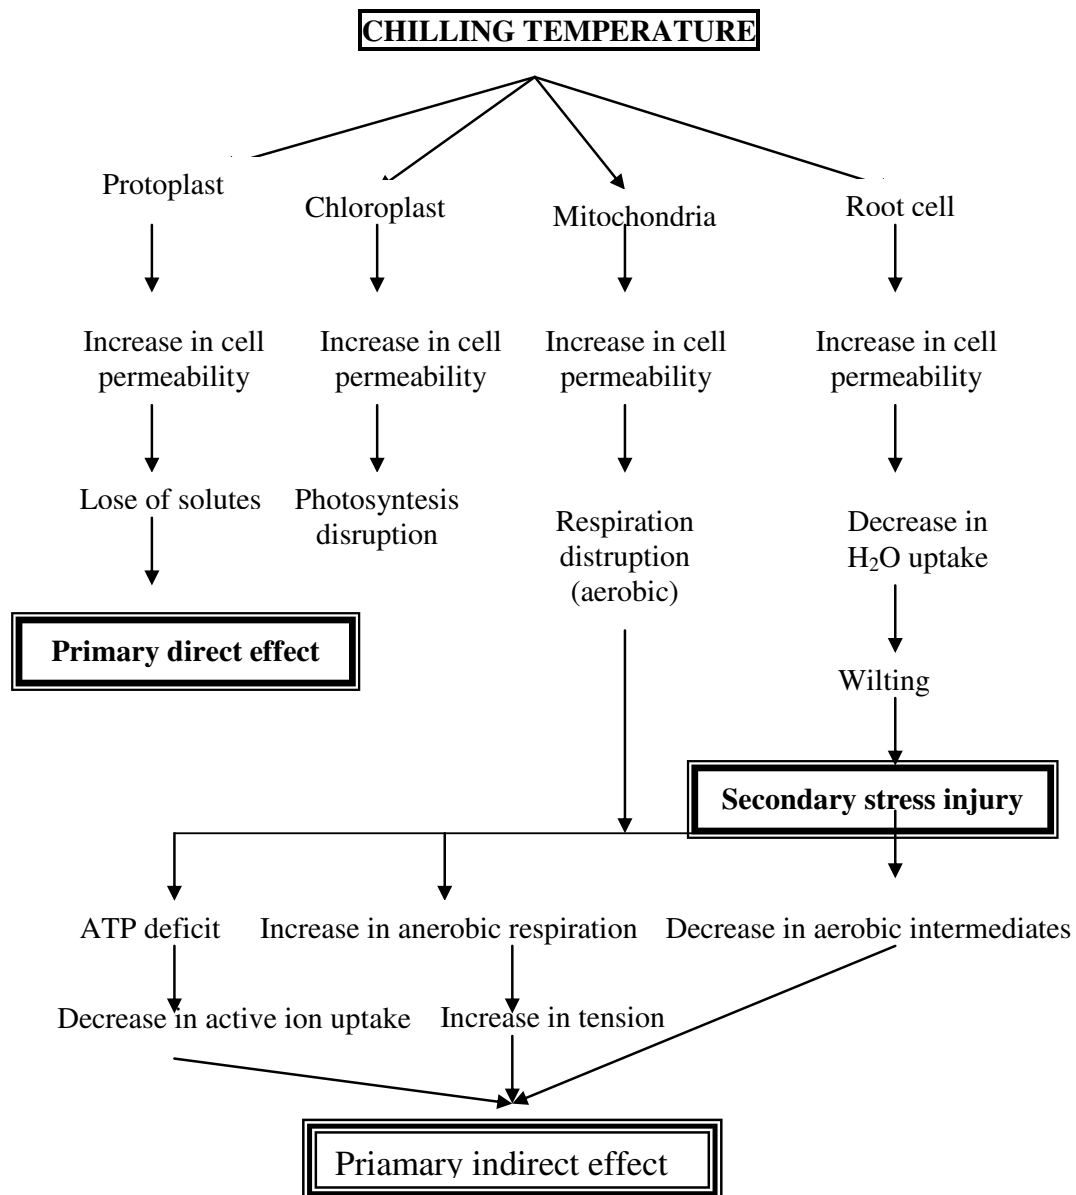 CHILLING TEMPERATURE
Protoplast
Chloroplast
Mitochondria
Root cell
Increase in cell
permeability
Increase in cell
permeability
Increase in cell
permeability
Increase in cell
permeability
Lose of solutes
Photosyntesis
disruption
Respiration
distruption
(aerobic)
Decrease in
H₂O uptake
Primary direct effect
Wilting
Secondary stress injury
ATP deficit
Increase in anerobic respiration
Decrease in aerobic intermediates
Decrease in active ion uptake
Increase in tension
Priamary indirect effect